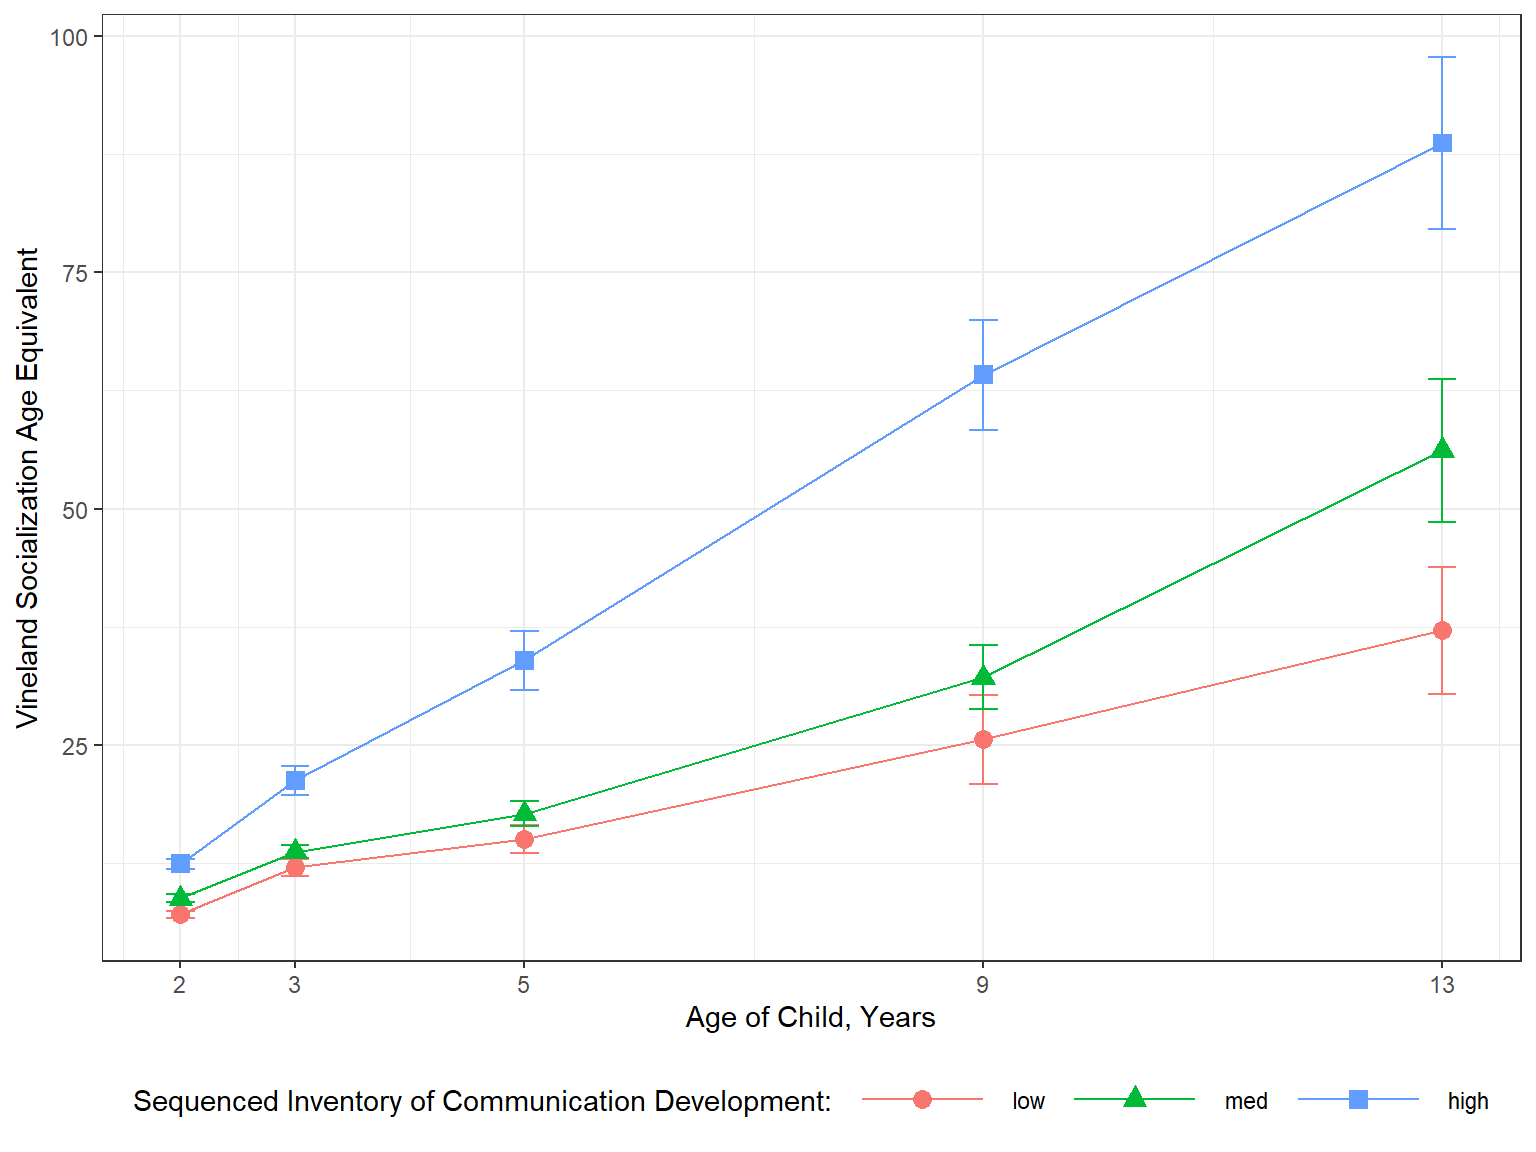 100
75
50
25
Vineland Socialization Age Equivalent
2 3 5 9 13
Age of Child, Years
Sequenced Inventory of Communication Development: low med high